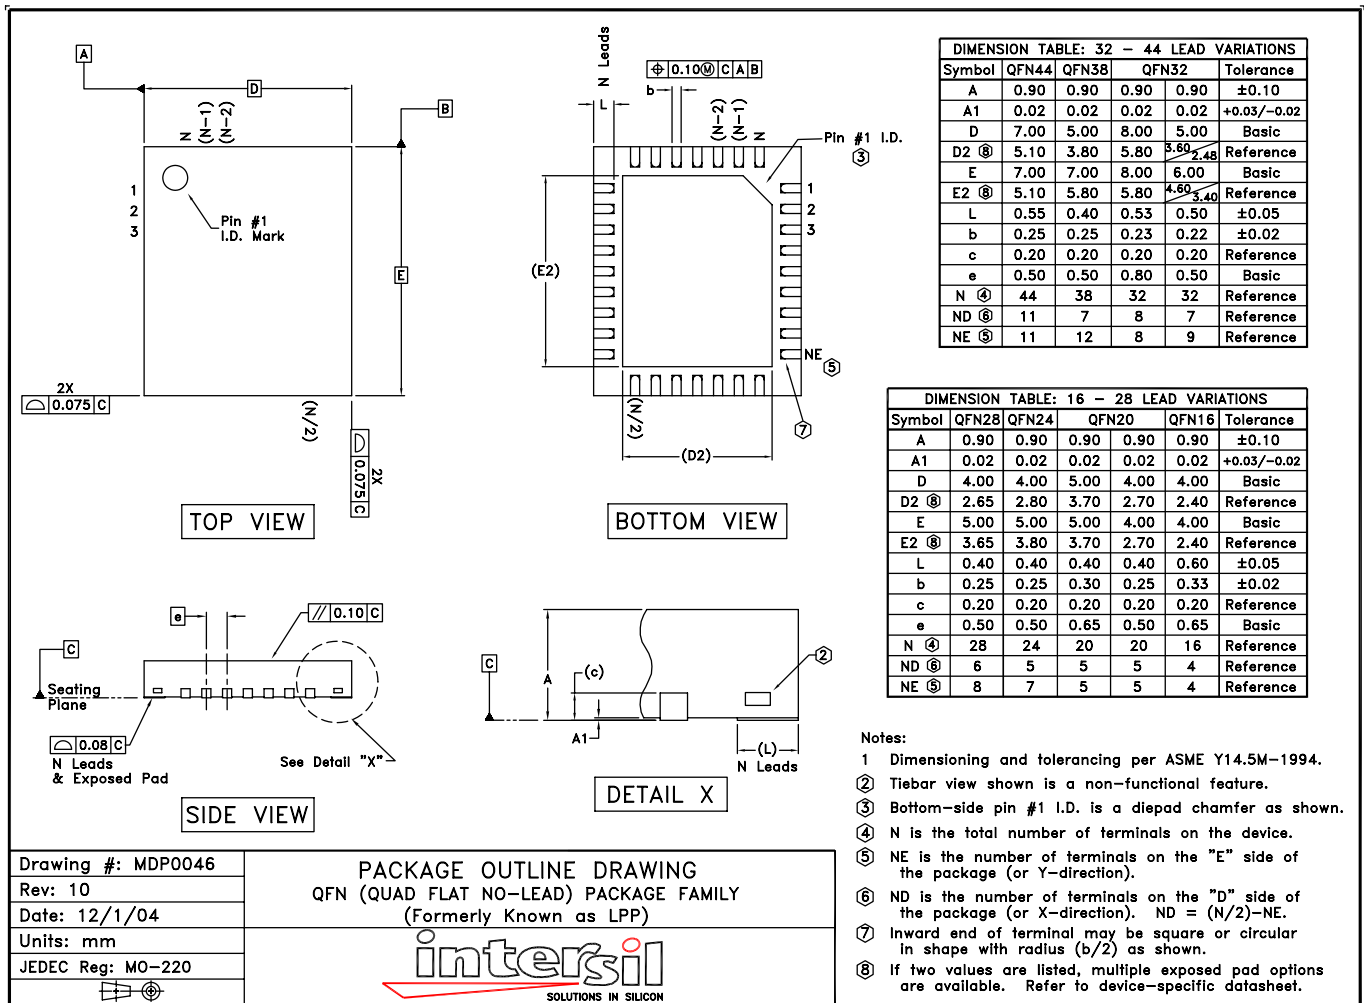 A
D
B
N
(N-1)
(N-2)
1
2
3
Pin #1
I.D. Mark
E
2X
0.075 C
(N/2)
2X
0.075 C
TOP VIEW
N Leads
L
b
0.10Ⓜ C A B
(N-2)
(N-1)
N
Pin #1 I.D.
3
1
2
3
(E2)
NE
5
(N/2)
7
(D2)
BOTTOM VIEW
DIMENSION TABLE: 32 - 44 LEAD VARIATIONS
Symbol QFN44 QFN38 QFN32 Tolerance
A 0.90 0.90 0.90 0.90 ±0.10
A1 0.02 0.02 0.02 0.02 +0.03/-0.02
D 7.00 5.00 8.00 5.00 Basic
D2 ⑧ 5.10 3.80 5.80 3.60/2.48 Reference
E 7.00 7.00 8.00 6.00 Basic
E2 ⑧ 5.10 5.80 5.80 4.60/3.40 Reference
L 0.55 0.40 0.53 0.50 ±0.05
b 0.25 0.25 0.23 0.22 ±0.02
c 0.20 0.20 0.20 0.20 Reference
e 0.50 0.50 0.80 0.50 Basic
N ④ 44 38 32 32 Reference
ND ⑥ 11 7 8 7 Reference
NE ⑤ 11 12 8 9 Reference
DIMENSION TABLE: 16 - 28 LEAD VARIATIONS
Symbol QFN28 QFN24 QFN20 QFN16 Tolerance
A 0.90 0.90 0.90 0.90 0.90 ±0.10
A1 0.02 0.02 0.02 0.02 0.02 +0.03/-0.02
D 4.00 4.00 5.00 4.00 4.00 Basic
D2 ⑧ 2.65 2.80 3.70 2.70 2.40 Reference
E 5.00 5.00 5.00 4.00 4.00 Basic
E2 ⑧ 3.65 3.80 3.70 2.70 2.40 Reference
L 0.40 0.40 0.40 0.40 0.60 ±0.05
b 0.25 0.25 0.30 0.25 0.33 ±0.02
c 0.20 0.20 0.20 0.20 0.20 Reference
e 0.50 0.50 0.65 0.50 0.65 Basic
N ④ 28 24 20 20 16 Reference
ND ⑥ 6 5 5 5 4 Reference
NE ⑤ 8 7 5 5 4 Reference
e
// 0.10 C
C
Seating
Plane
0.08 C
N Leads
& Exposed Pad
See Detail "X"
SIDE VIEW
C
A
(c)
A1
2
(L)
N Leads
DETAIL X
Notes:
1 Dimensioning and tolerancing per ASME Y14.5M-1994.
② Tiebar view shown is a non-functional feature.
③ Bottom-side pin #1 I.D. is a diepad chamfer as shown.
④ N is the total number of terminals on the device.
⑤ NE is the number of terminals on the "E" side of
the package (or Y-direction).
⑥ ND is the number of terminals on the "D" side of
the package (or X-direction). ND = (N/2)-NE.
⑦ Inward end of terminal may be square or circular
in shape with radius (b/2) as shown.
⑧ If two values are listed, multiple exposed pad options
are available. Refer to device-specific datasheet.
Drawing #: MDP0046
Rev: 10
Date: 12/1/04
Units: mm
JEDEC Reg: MO-220
PACKAGE OUTLINE DRAWING
QFN (QUAD FLAT NO-LEAD) PACKAGE FAMILY
(Formerly Known as LPP)
intersil
SOLUTIONS IN SILICON